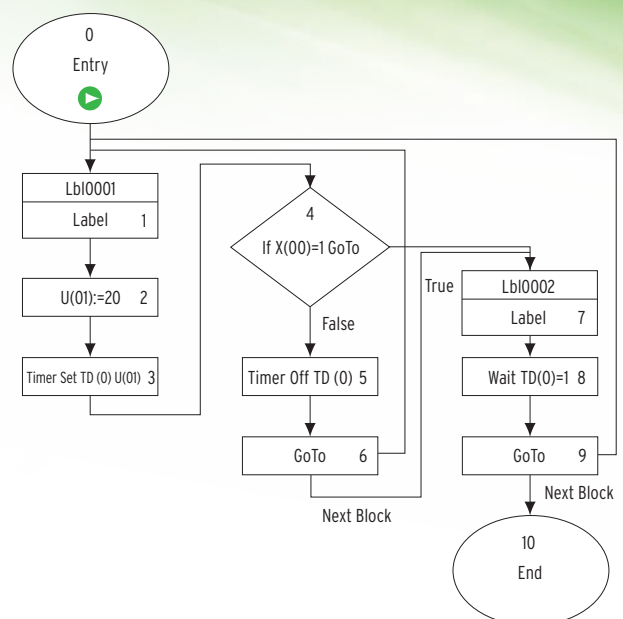 0
Entry
Lbl0001
Label 1
U(01):=20 2
Timer Set TD (0) U(01) 3
4
If X(00)=1 GoTo
True
False
Timer Off TD (0) 5
GoTo 6
Next Block
Lbl0002
Label 7
Wait TD(0)=1 8
GoTo 9
Next Block
10
End